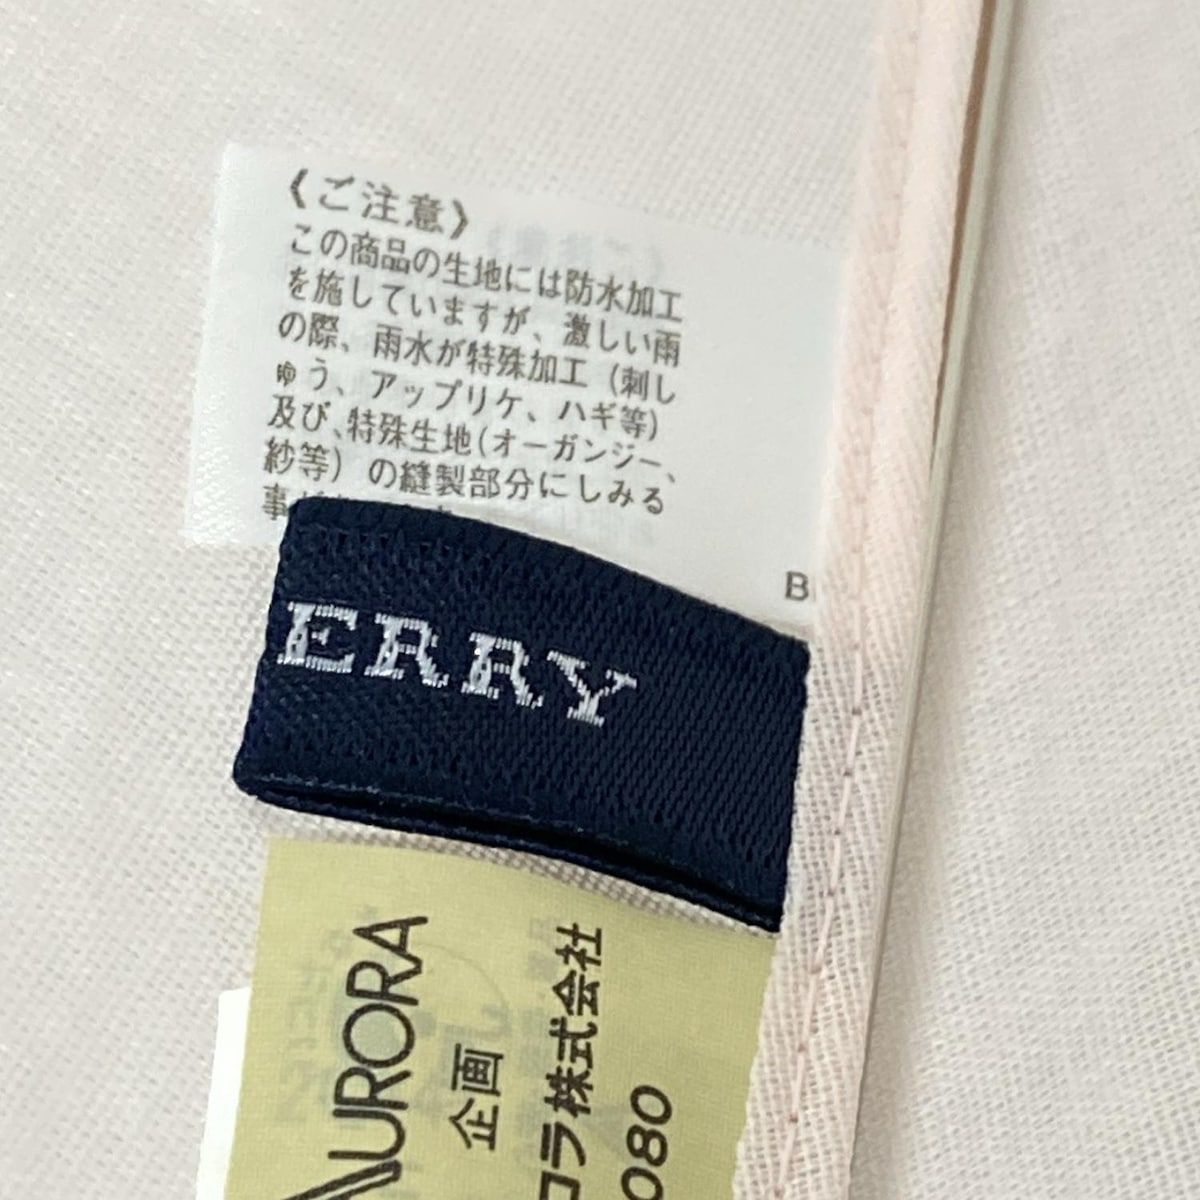 《ご注意》
この商品の生地には防水加工
を施していますが、激しい雨
の際、雨水が特殊加工（刺し
ゅう、アップリケ、ハギ等）
及び、特殊生地（オーガンジー、
紗等）の縫製部分にしみる
事
B
ERRY
AURORA
企画
ロラ株式会社
080